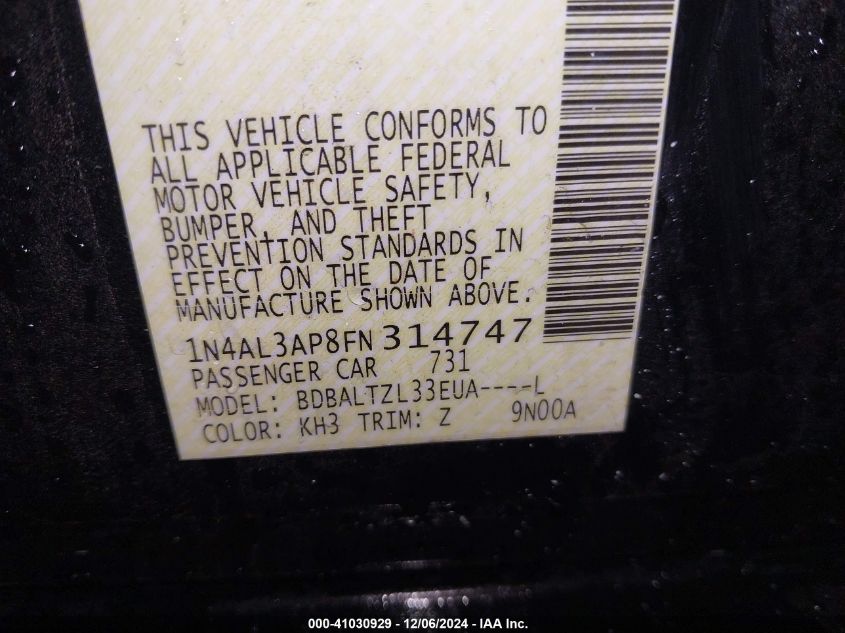 THIS VEHICLE CONFORMS TO
ALL APPLICABLE FEDERAL
MOTOR VEHICLE SAFETY,
BUMPER, AND THEFT
PREVENTION STANDARDS IN
EFFECT ON THE DATE OF
MANUFACTURE SHOWN ABOVE.
1N4AL3AP8FN314747
PASSENGER CAR 731
MODEL: BDBALTZL33EUA----L
COLOR: KH3 TRIM: Z 9N00A
000-41030929 - 12/06/2024 - IAA Inc.